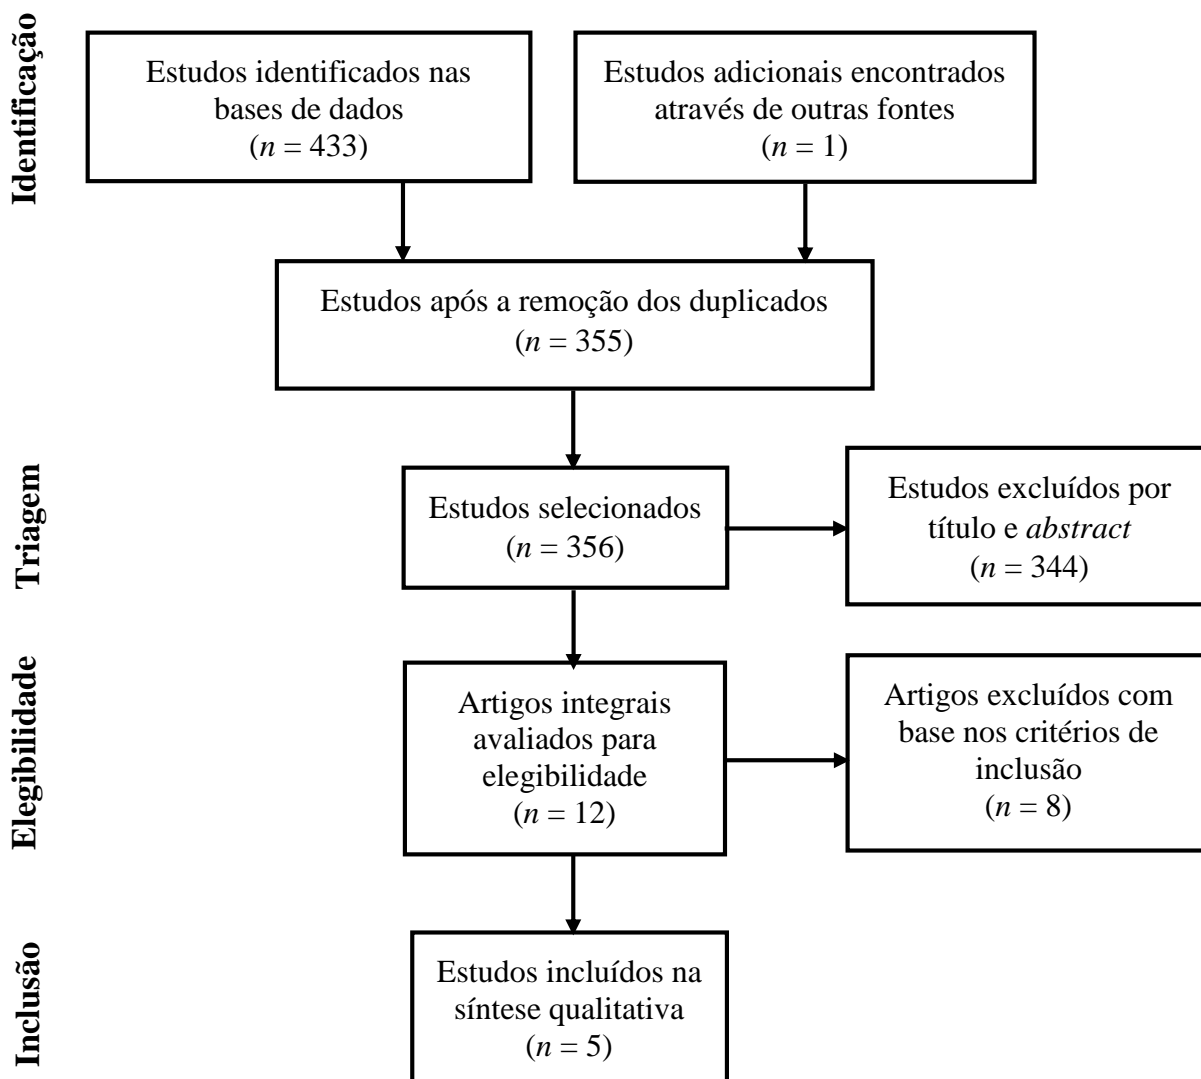 Identificação
Estudos identificados nas
bases de dados
(n = 433)
Estudos adicionais encontrados
através de outras fontes
(n = 1)
Estudos após a remoção dos duplicados
(n = 355)
Triagem
Estudos selecionados
(n = 356)
Estudos excluídos por
título e abstract
(n = 344)
Elegibilidade
Artigos integrais
avaliados para
elegibilidade
(n = 12)
Artigos excluídos com
base nos critérios de
inclusão
(n = 8)
Inclusão
Estudos incluídos na
síntese qualitativa
(n = 5)